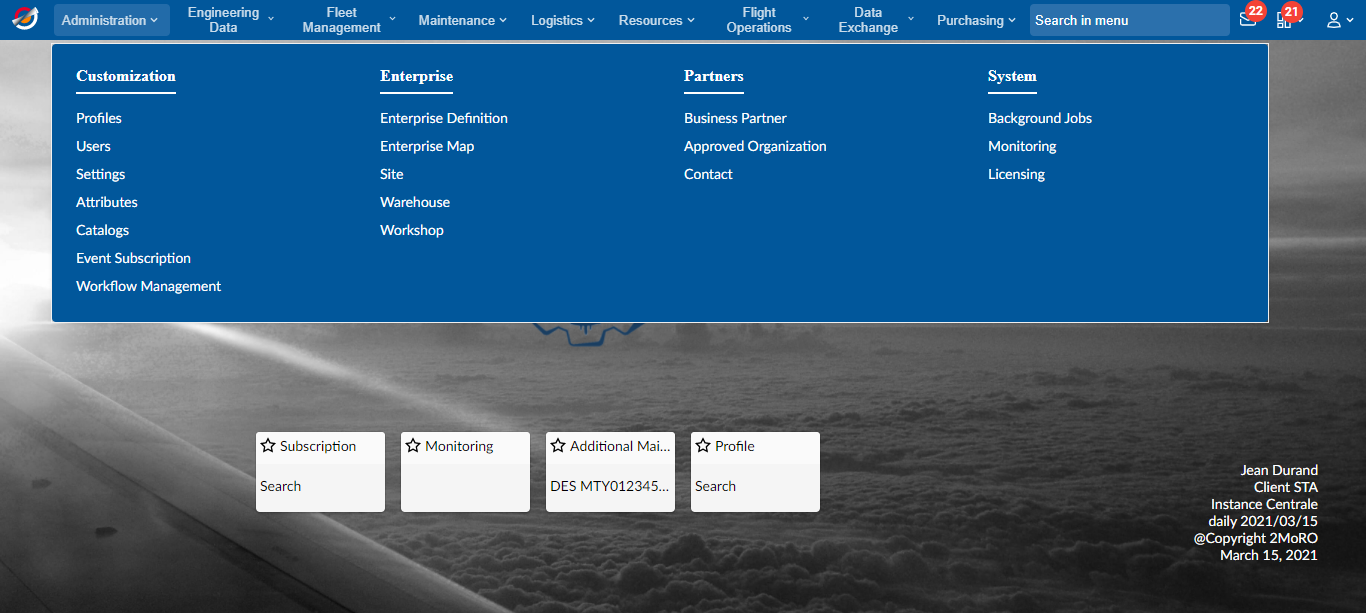 Administration
Engineering
Data
Fleet
Management
Maintenance
Logistics
Resources
Flight
Operations
Data
Exchange
Purchasing
Search in menu
22
21
Customization
Profiles
Users
Settings
Attributes
Catalogs
Event Subscription
Workflow Management
Enterprise
Enterprise Definition
Enterprise Map
Site
Warehouse
Workshop
Partners
Business Partner
Approved Organization
Contact
System
Background Jobs
Monitoring
Licensing
Subscription
Search
Monitoring
Additional Mai...
DES MTY012345...
Profile
Search
Jean Durand
Client STA
Instance Centrale
daily 2021/03/15
@Copyright 2MoRO
March 15, 2021